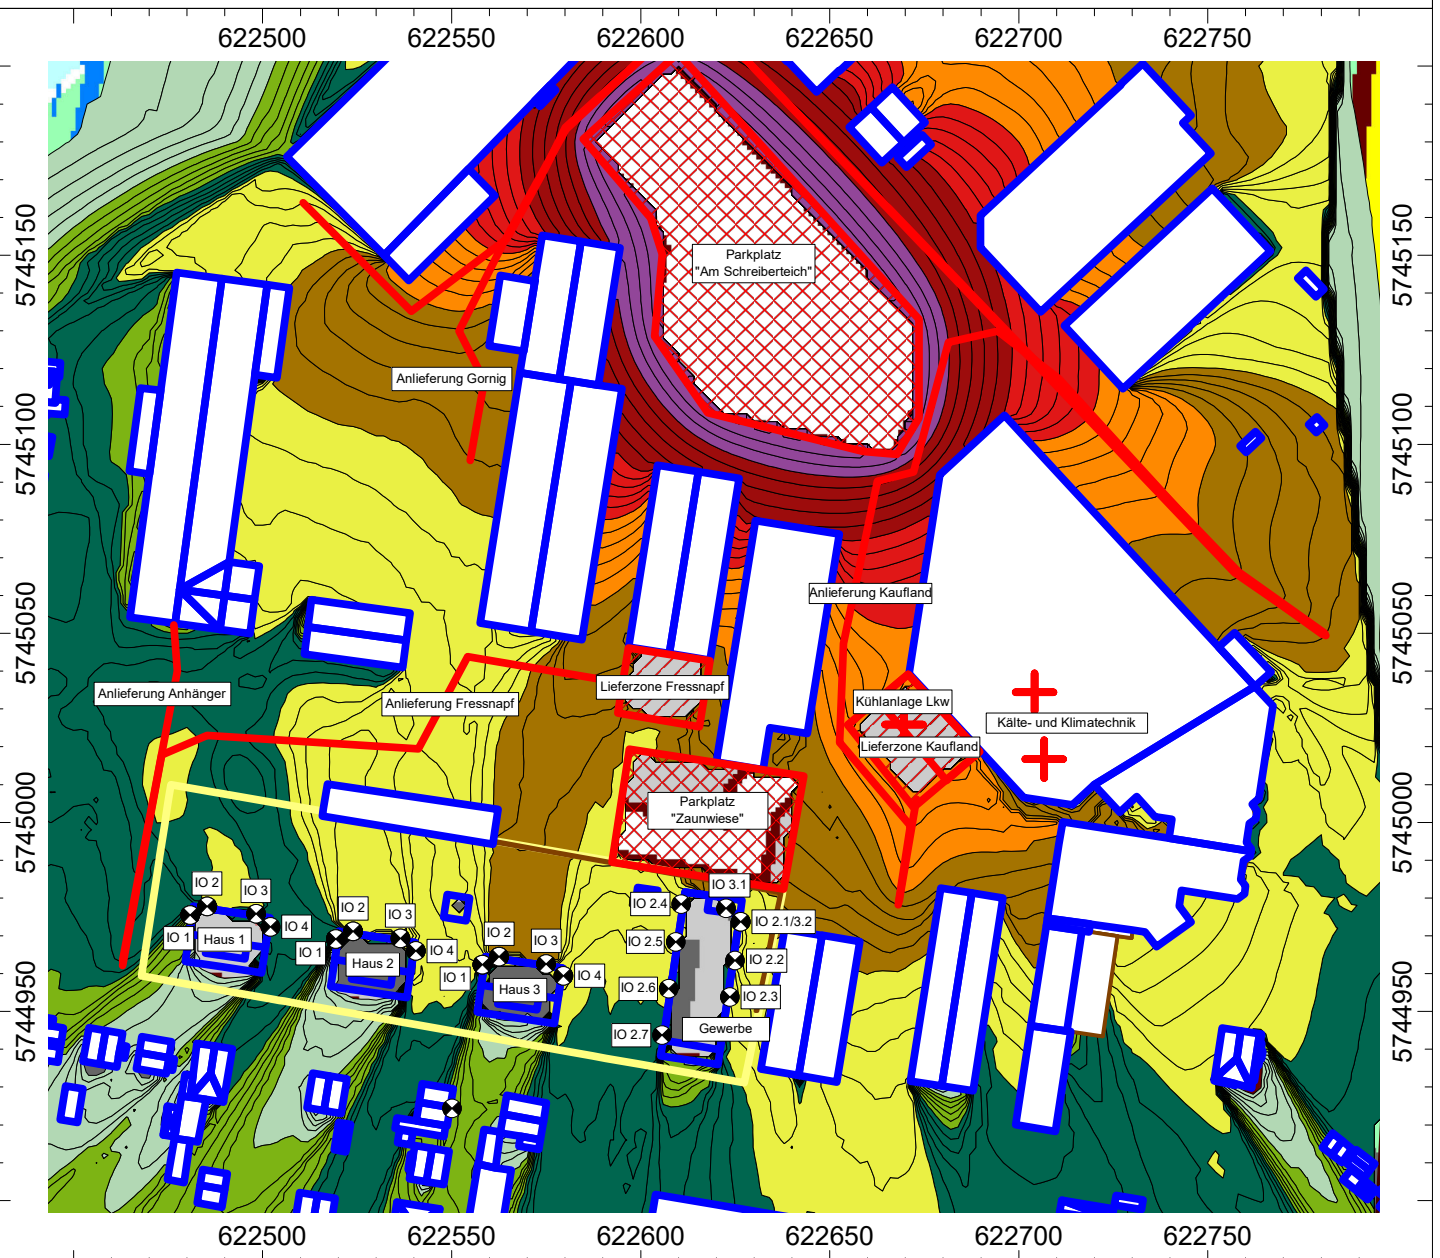 622500 622550 622600 622650 622700 622750
5745150
5745150
Parkplatz
"Am Schreiberteich"
Anlieferung Gornig
5745100
5745100
Anlieferung Kaufland
5745050
5745050
Anlieferung Anhänger
Anlieferung Fressnapf
Lieferzone Fressnapf
Kühlanlage Lkw
Kälte- und Klimatechnik
Lieferzone Kaufland
5745000
5745000
Parkplatz
"Zaunwiese"
IO 2
IO 3
IO 1
IO 4
Haus 1
IO 2
IO 3
IO 1
IO 4
Haus 2
IO 2
IO 3
IO 1
IO 4
Haus 3
IO 3.1
IO 2.4
IO 2.1/3.2
IO 2.5
IO 2.2
IO 2.6
IO 2.3
IO 2.7
Gewerbe
5744950
5744950
622500 622550 622600 622650 622700 622750